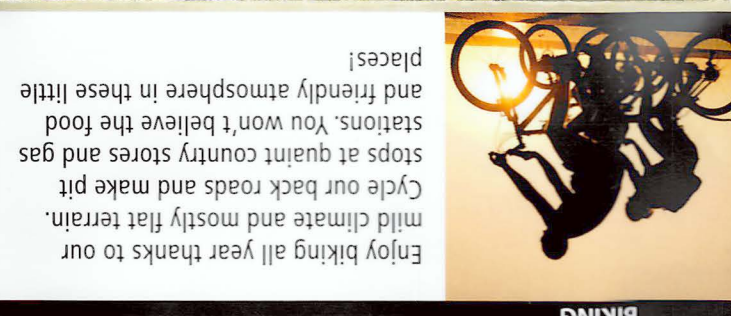 BIKING
Enjoy biking all year thanks to our
mild climate and mostly flat terrain.
Cycle our back roads and make pit
stops at quaint country stores and gas
stations. You won't believe the food
and friendly atmosphere in these little
places!